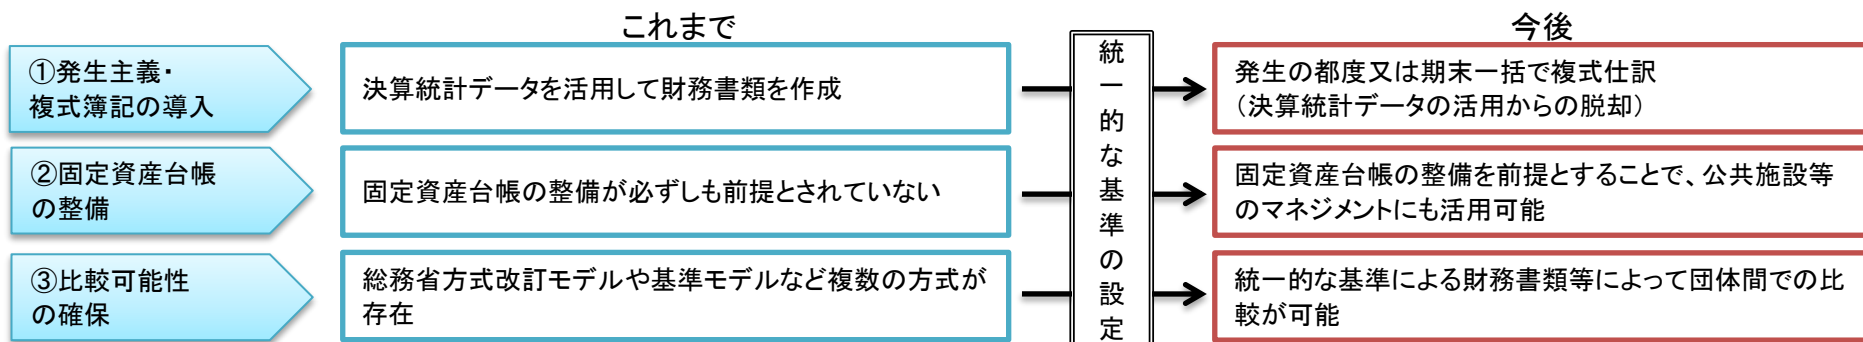 これまで
今後
①発生主義・
複式簿記の導入
決算統計データを活用して財務書類を作成
統一的な基準の設定
発生の都度又は期末一括で複式仕訳
（決算統計データの活用からの脱却）
②固定資産台帳
の整備
固定資産台帳の整備が必ずしも前提とされていない
固定資産台帳の整備を前提とすることで、公共施設等
のマネジメントにも活用可能
③比較可能性
の確保
総務省方式改訂モデルや基準モデルなど複数の方式が
存在
統一的な基準による財務書類等によって団体間での比
較が可能